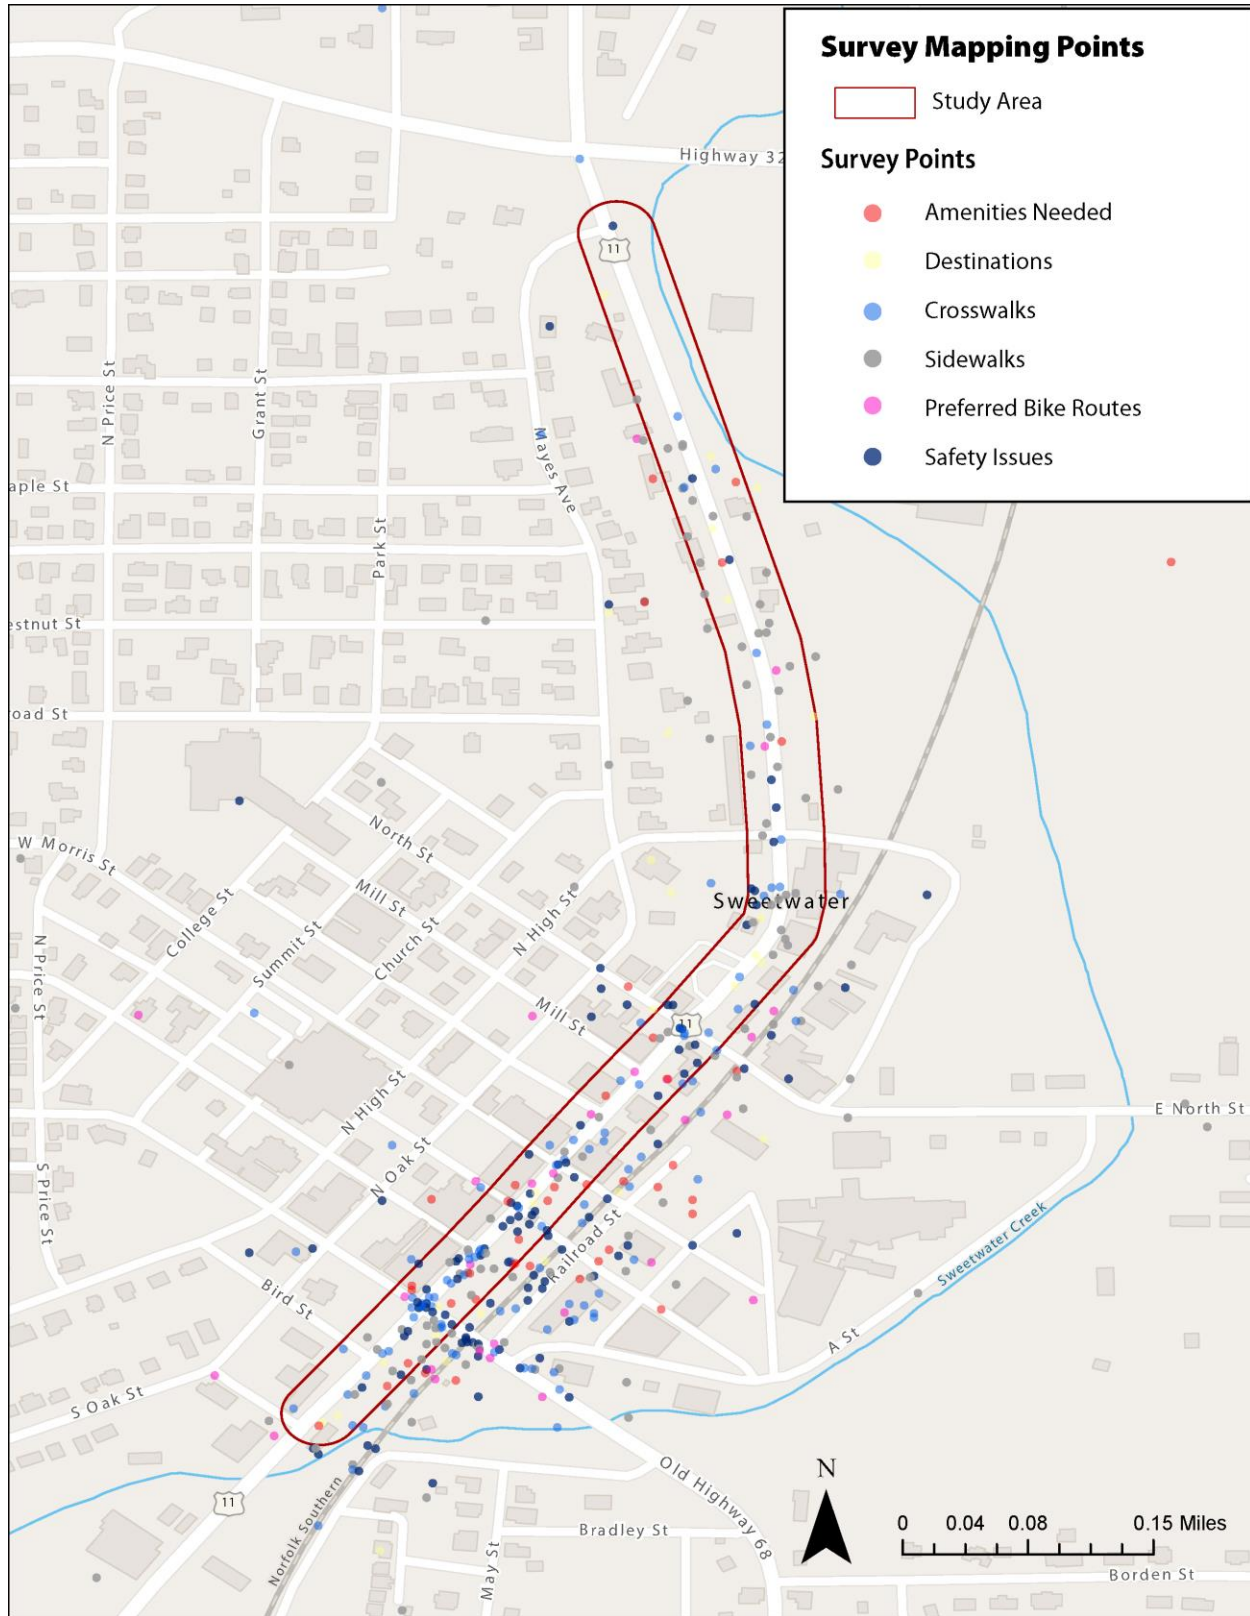 Survey Mapping Points
Study Area
Survey Points
Amenities Needed
Destinations
Crosswalks
Sidewalks
Preferred Bike Routes
Safety Issues
Highway 32
11
N Price St
Grant St
Mayes Ave
aple St
Park St
estnut St
road St
North St
W Morris St
Mill St
College St
Church St
N High St
Summit St
Sweetwater
N Price St
Mill St
11
N High St
E North St
N Oak St
S Price St
Railroad St
Sweetwater Creek
Bird St
A St
S Oak St
Old Highway 68
11
Norfolk Southern
May St
Bradley St
N
0 0.04 0.08 0.15 Miles
Borden St